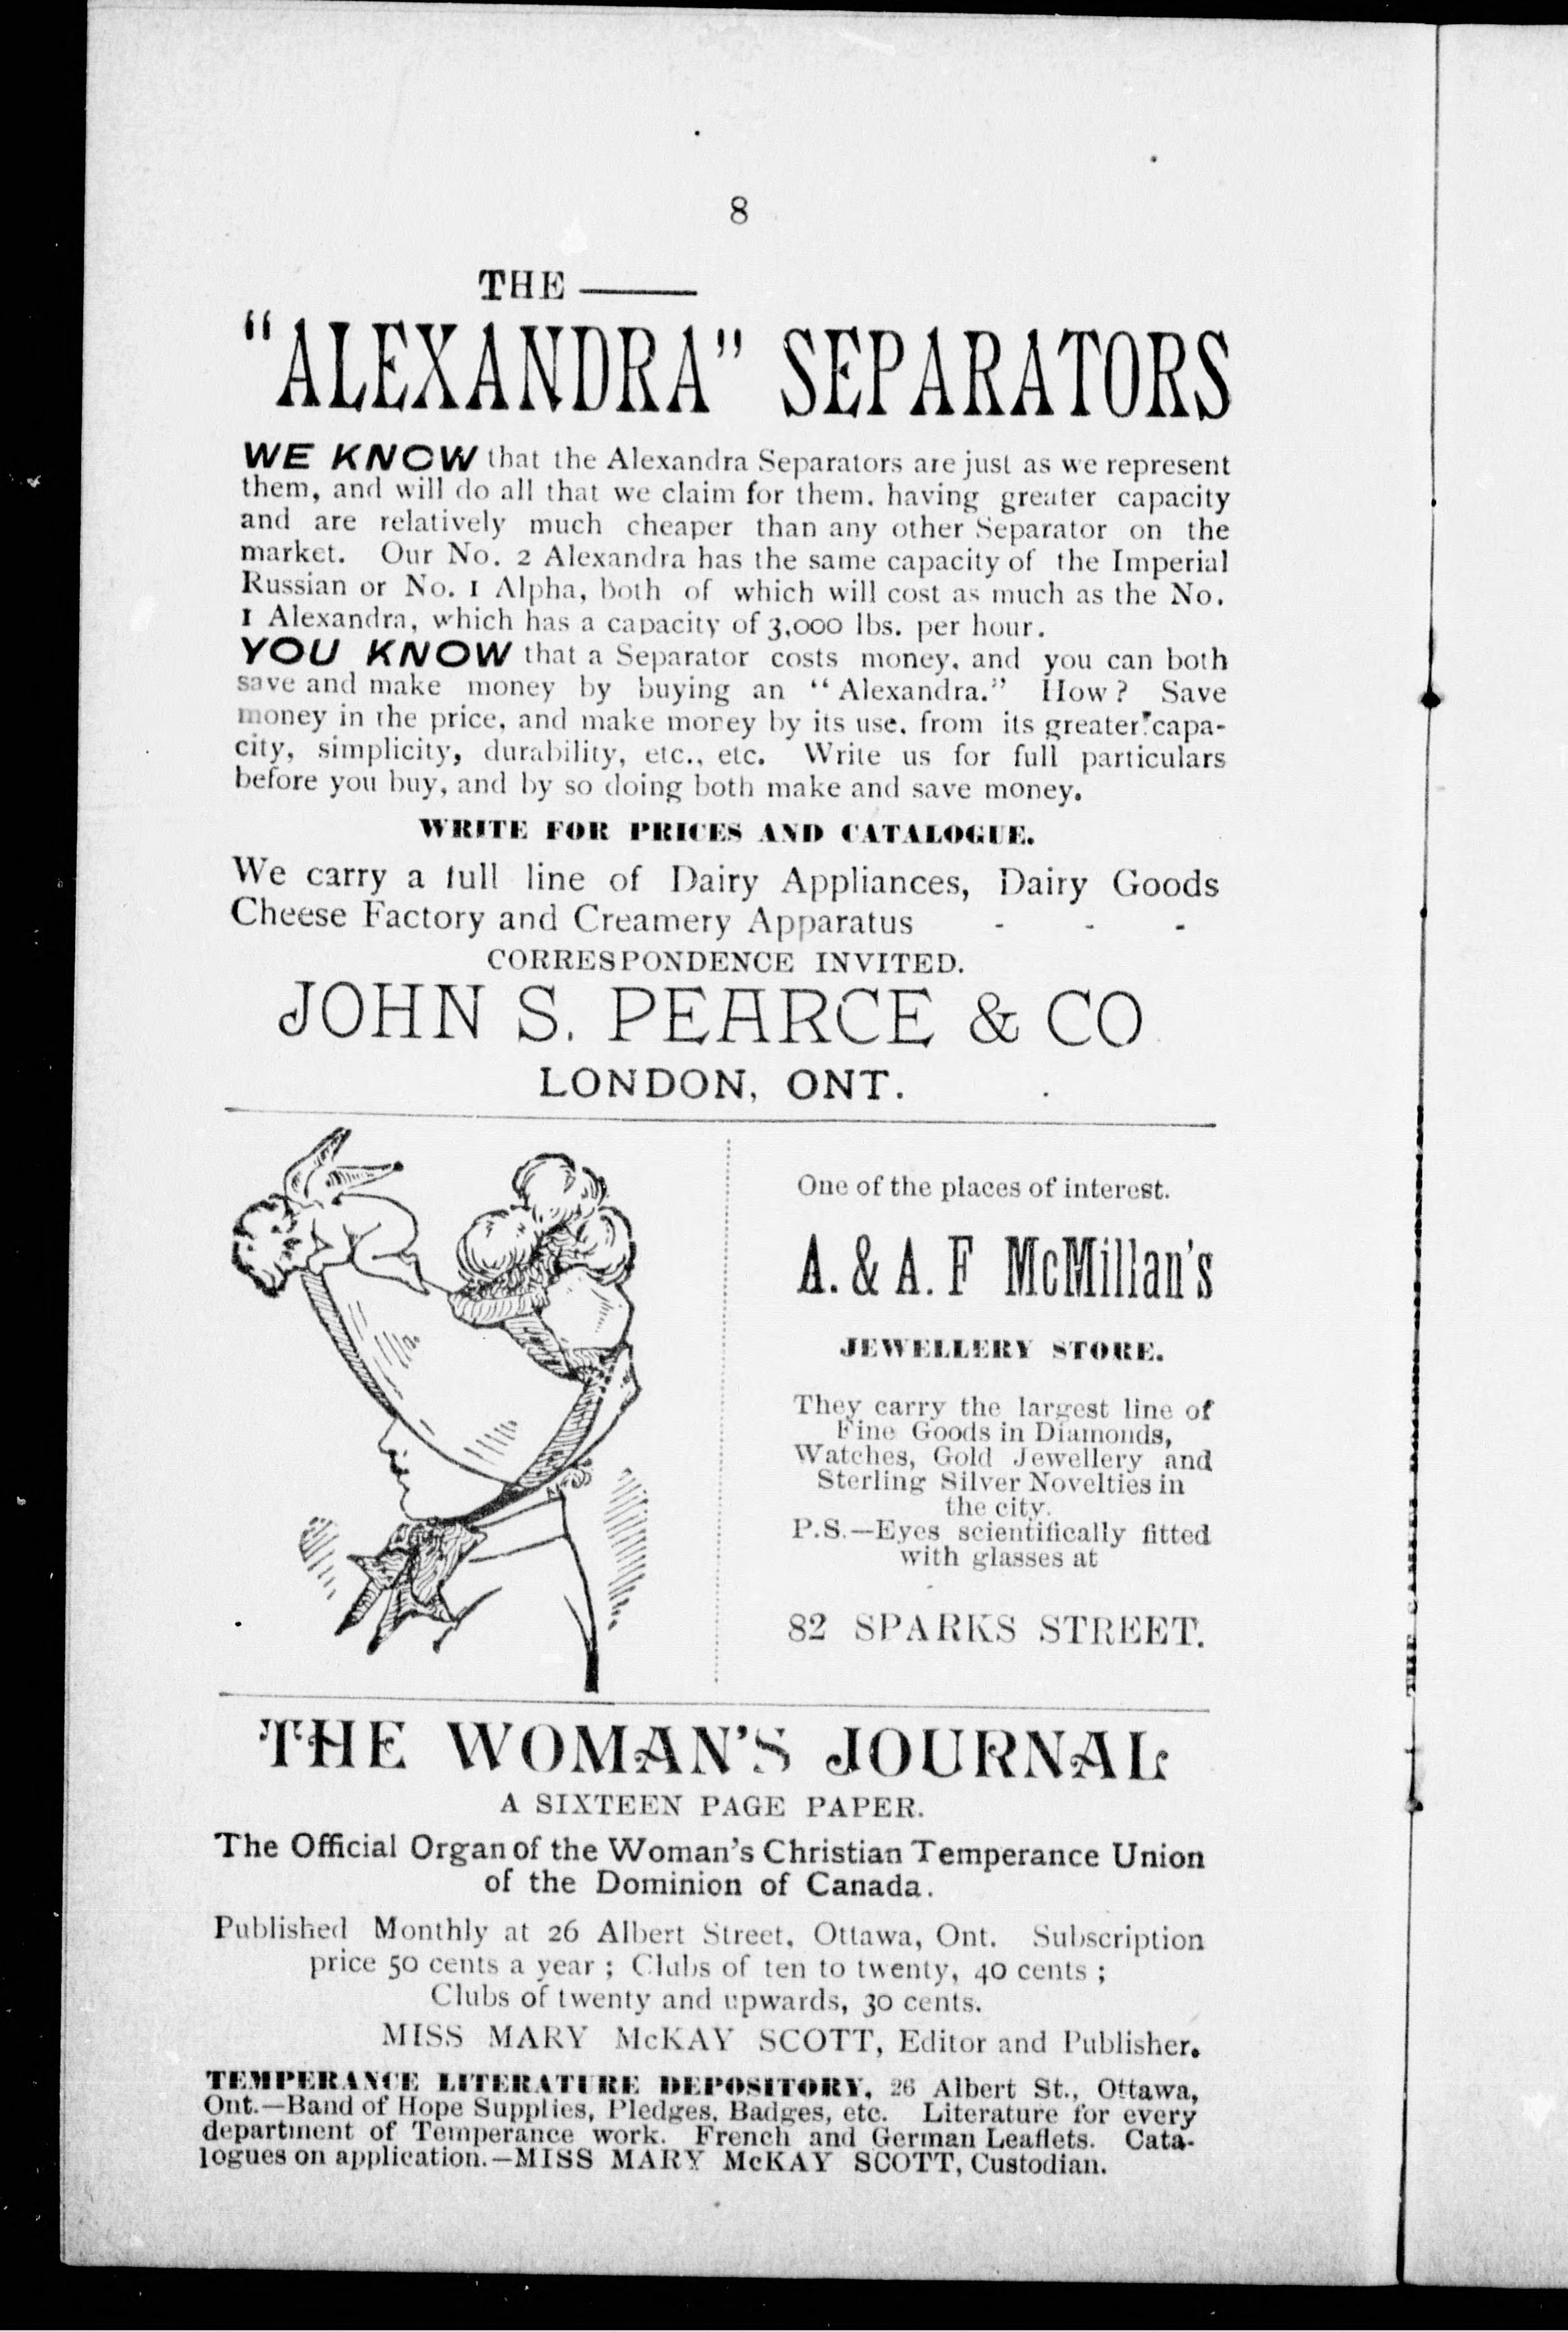 8
THE ———
"ALEXANDRA" SEPARATORS
WE KNOW that the Alexandra Separators are just as we represent
them, and will do all that we claim for them. having greater capacity
and are relatively much cheaper than any other Separator on the
market. Our No. 2 Alexandra has the same capacity of the Imperial
Russian or No. 1 Alpha, both of which will cost as much as the No.
1 Alexandra, which has a capacity of 3,000 lbs. per hour.
YOU KNOW that a Separator costs money, and you can both
save and make money by buying an "Alexandra." How? Save
money in the price, and make money by its use, from its greater capa-
city, simplicity, durability, etc., etc. Write us for full particulars
before you buy, and by so doing both make and save money.
WRITE FOR PRICES AND CATALOGUE.
We carry a full line of Dairy Appliances, Dairy Goods
Cheese Factory and Creamery Apparatus - - -
CORRESPONDENCE INVITED.
JOHN S. PEARCE & CO
LONDON, ONT.
One of the places of interest.
A. & A. F McMillan's
JEWELLERY STORE.
They carry the largest line of
Fine Goods in Diamonds,
Watches, Gold Jewellery and
Sterling Silver Novelties in
the city.
P.S.—Eyes scientifically fitted
with glasses at
82 SPARKS STREET.
THE WOMAN'S JOURNAL
A SIXTEEN PAGE PAPER.
The Official Organ of the Woman's Christian Temperance Union
of the Dominion of Canada.
Published Monthly at 26 Albert Street, Ottawa, Ont. Subscription
price 50 cents a year ; Clubs of ten to twenty, 40 cents ;
Clubs of twenty and upwards, 30 cents.
MISS MARY McKAY SCOTT, Editor and Publisher.
TEMPERANCE LITERATURE DEPOSITORY, 26 Albert St., Ottawa,
Ont.—Band of Hope Supplies, Pledges, Badges, etc. Literature for every
department of Temperance work. French and German Leaflets. Cata-
logues on application.—MISS MARY McKAY SCOTT, Custodian.